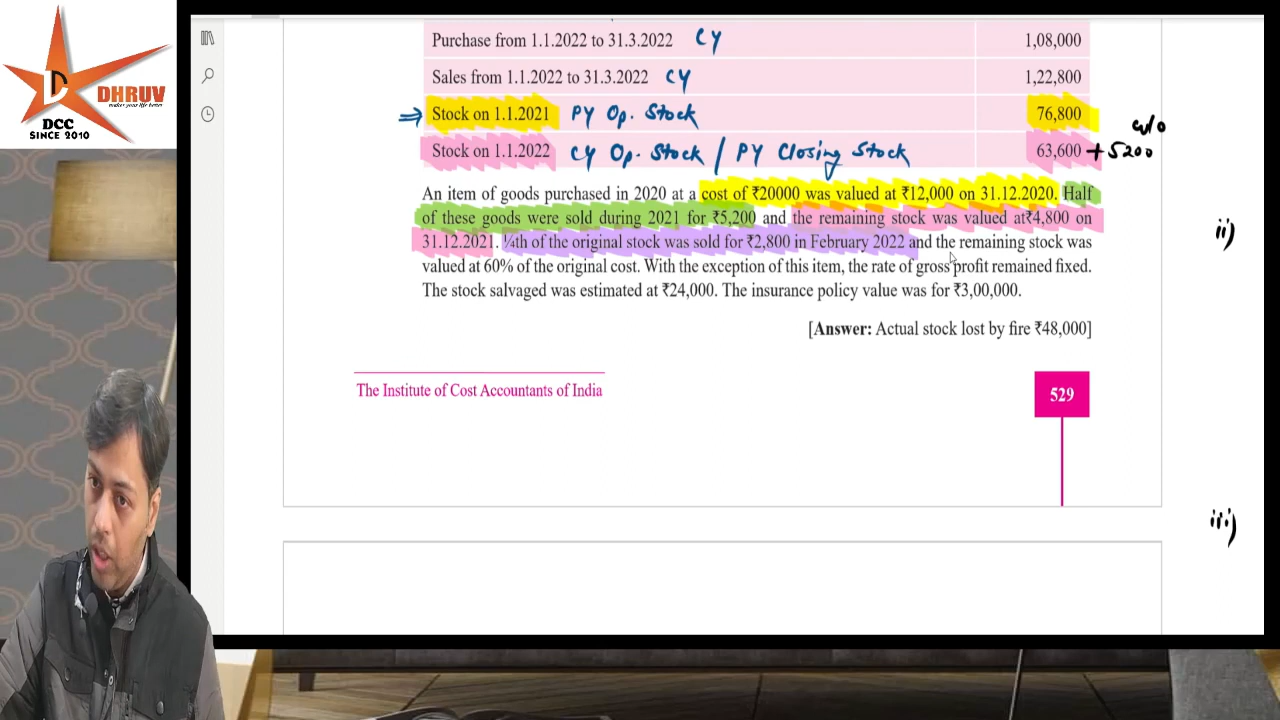 DHRUV
make your life better
DCC
SINCE 2010
Purchase from 1.1.2022 to 31.3.2022 CY 1,08,000
Sales from 1.1.2022 to 31.3.2022 CY 1,22,800
⇒ Stock on 1.1.2021 PY Op. Stock 76,800
w/o
Stock on 1.1.2022 CY Op. Stock / PY Closing Stock 63,600 + 5200
An item of goods purchased in 2020 at a cost of ₹20000 was valued at ₹12,000 on 31.12.2020. Half
of these goods were sold during 2021 for ₹5,200 and the remaining stock was valued at₹4,800 on
31.12.2021. ¼th of the original stock was sold for ₹2,800 in February 2022 and the remaining stock was
ii)
valued at 60% of the original cost. With the exception of this item, the rate of gross profit remained fixed.
The stock salvaged was estimated at ₹24,000. The insurance policy value was for ₹3,00,000.
[Answer: Actual stock lost by fire ₹48,000]
The Institute of Cost Accountants of India
529
iii)